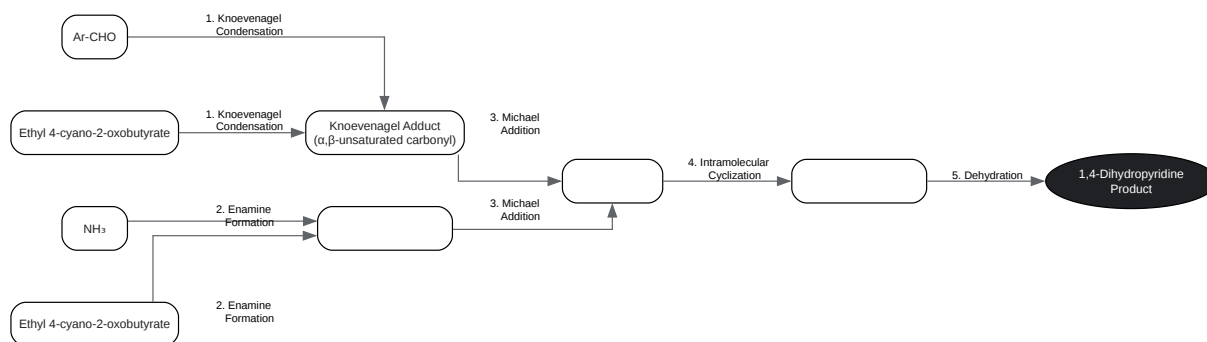 Ar-CHO
1. Knoevenagel
Condensation
Ethyl 4-cyano-2-oxobutyrate
1. Knoevenagel
Condensation
Knoevenagel Adduct
(α,β-unsaturated carbonyl)
3. Michael
Addition
4. Intramolecular
Cyclization
5. Dehydration
1,4-Dihydropyridine
Product
NH₃
2. Enamine
Formation
3. Michael
Addition
Ethyl 4-cyano-2-oxobutyrate
2. Enamine
Formation